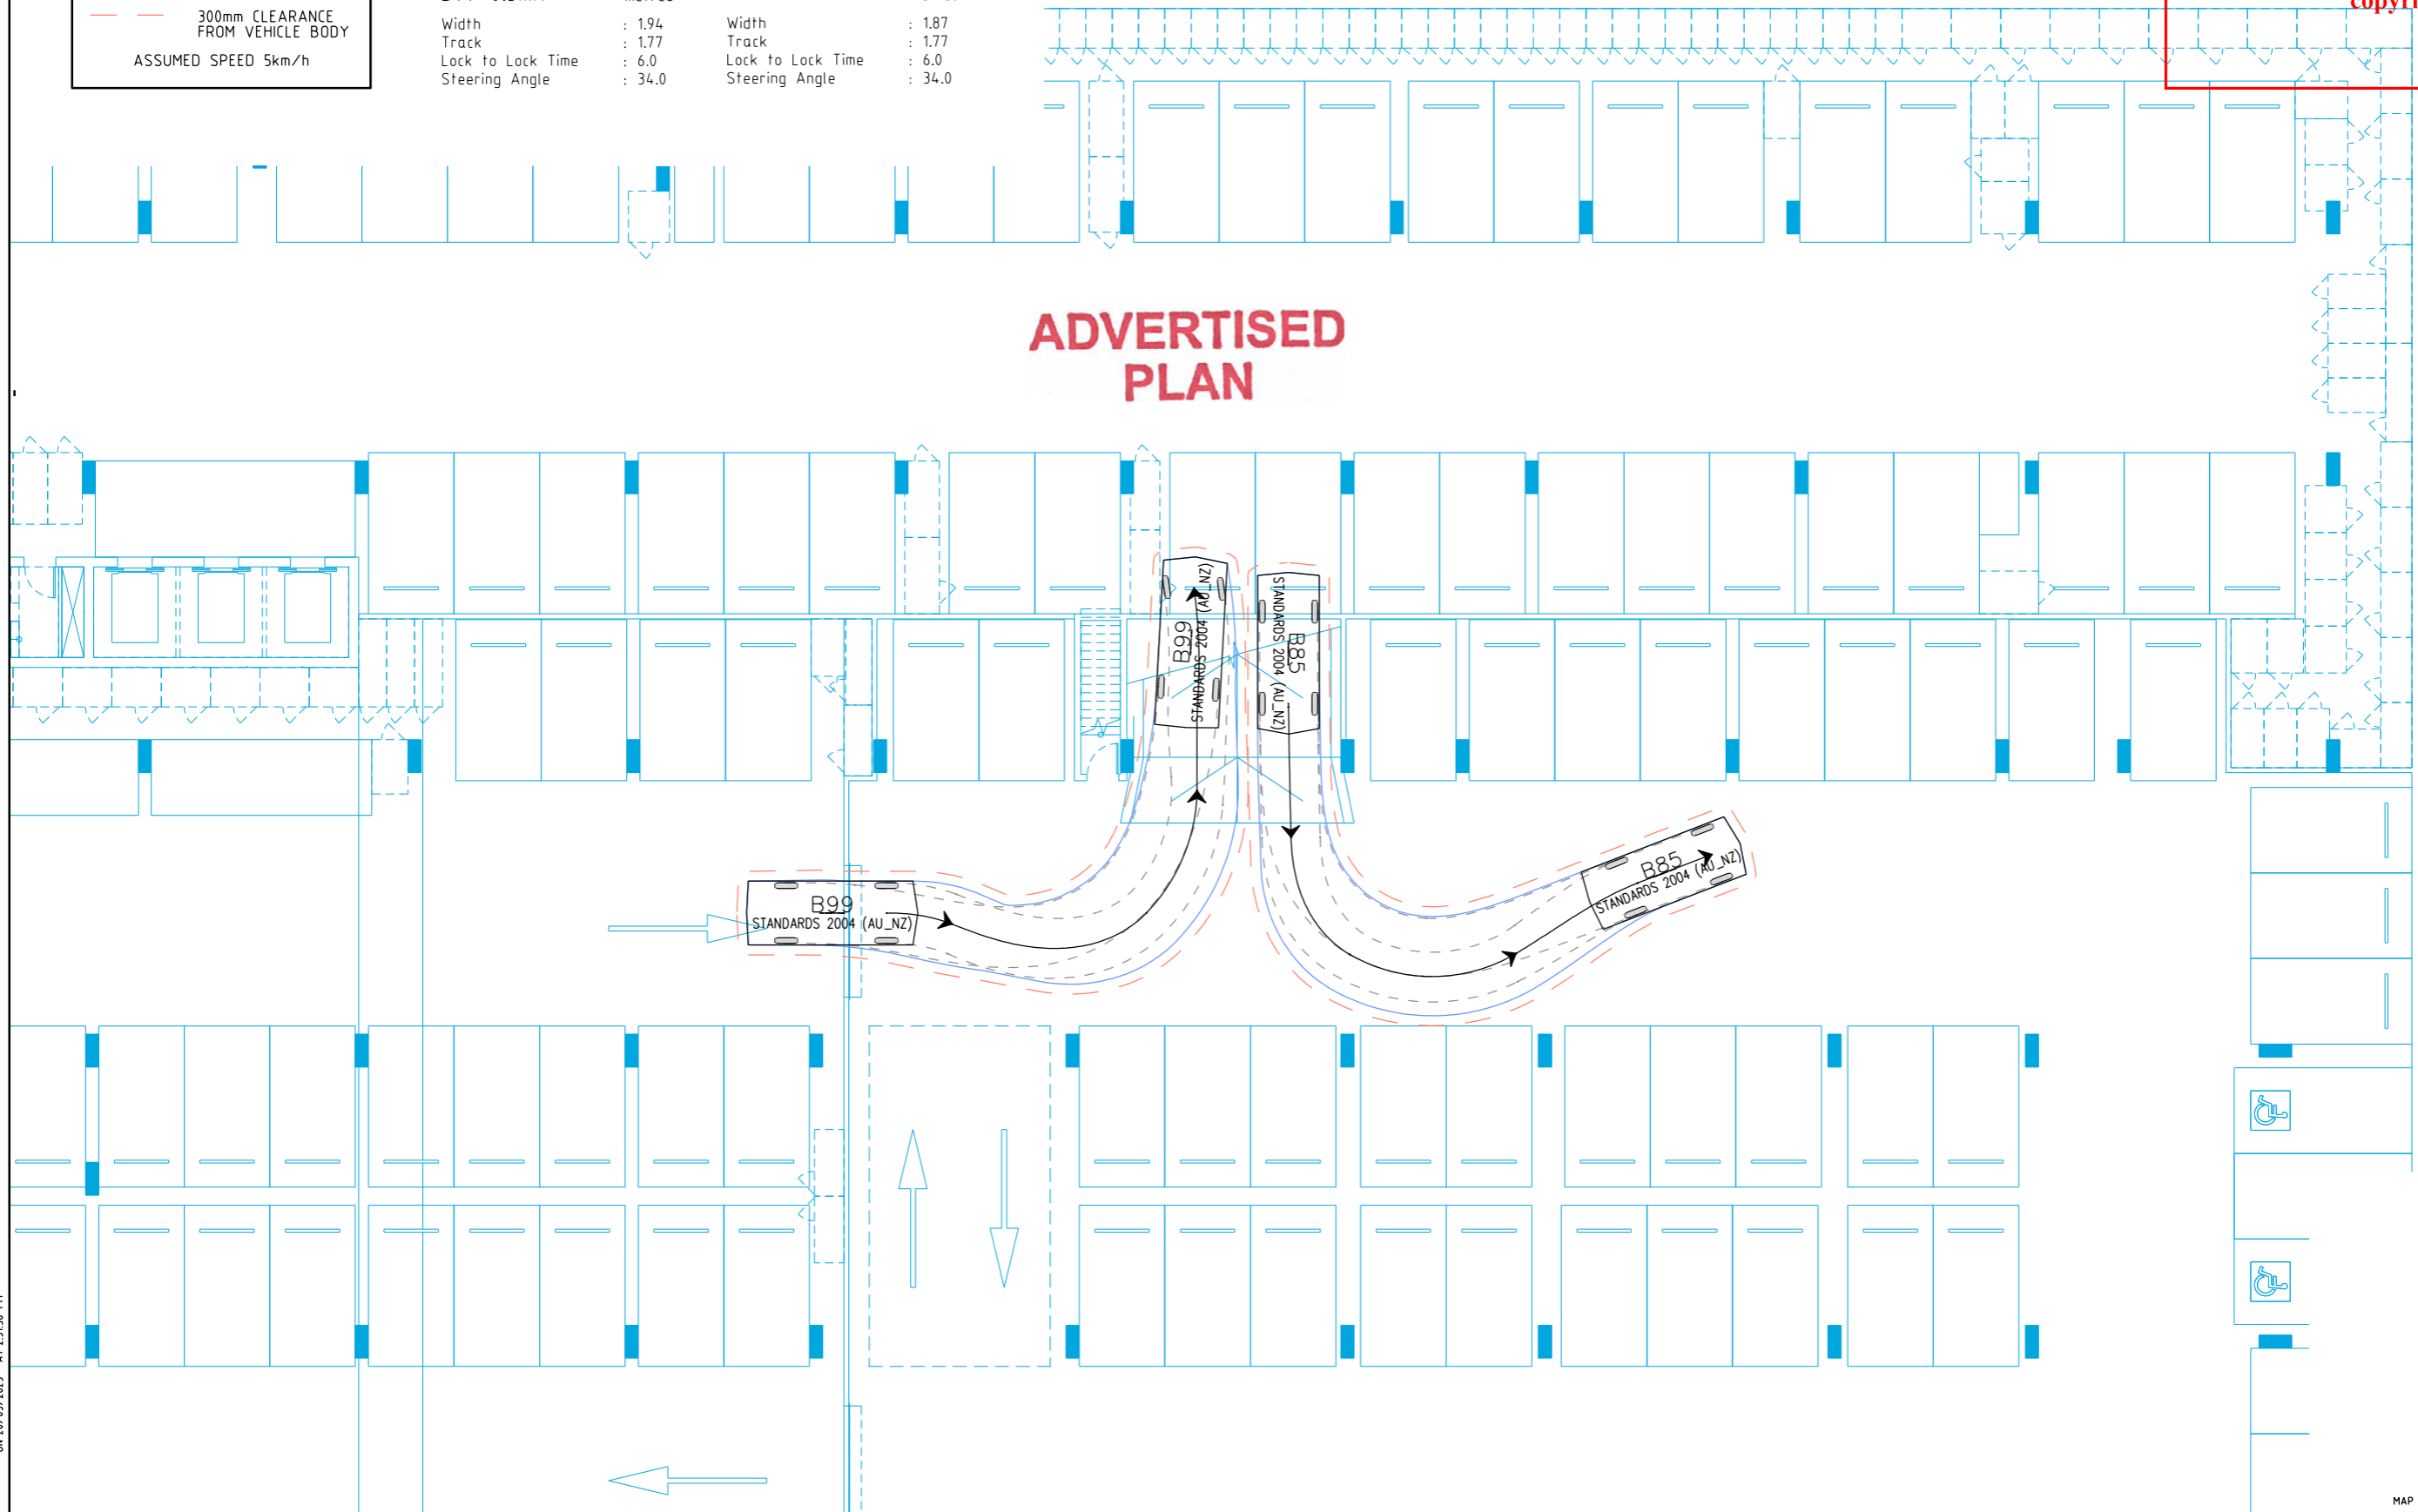 300mm CLEARANCE
FROM VEHICLE BODY
ASSUMED SPEED 5km/h
Width : 1.94
Track : 1.77
Lock to Lock Time : 6.0
Steering Angle : 34.0
Width : 1.87
Track : 1.77
Lock to Lock Time : 6.0
Steering Angle : 34.0
ADVERTISED
PLAN
B99
STANDARDS 2004 (AU_NZ)
B85
STANDARDS 2004 (AU_NZ)
B99
STANDARDS 2004 (AU_NZ)
B85
STANDARDS 2004 (AU_NZ)
MAP